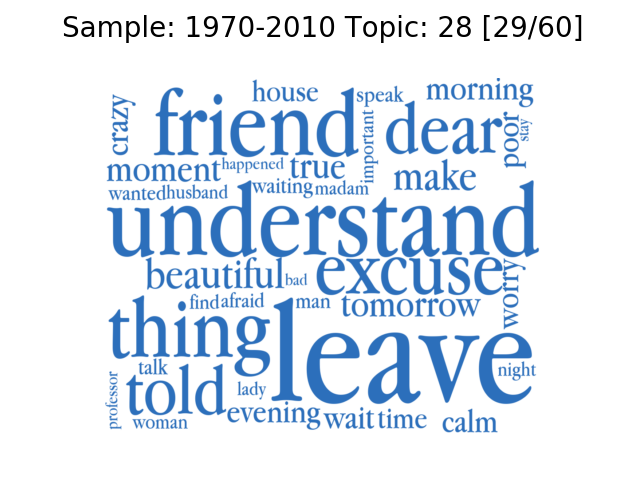 Sample: 1970-2010 Topic: 28 [29/60]
crazy house speak morning
friend important dear poor stay
moment happened true make
wanted husband waiting madam
understand
beautiful bad excuse worry
find afraid man tomorrow
thing leave
talk night
professor told lady
woman evening wait time calm